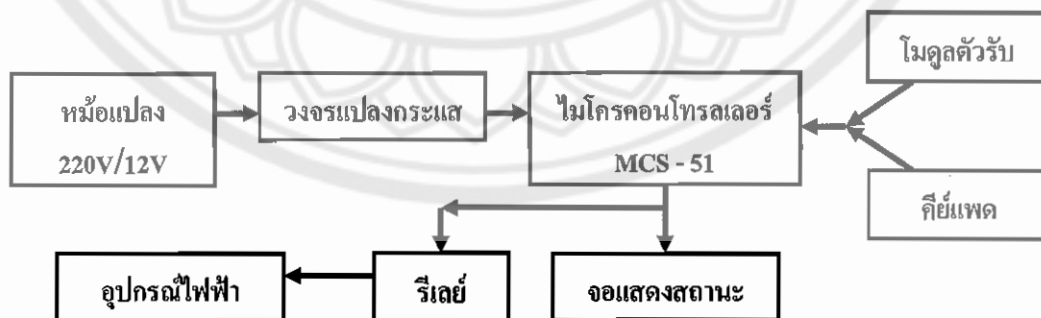 โมดูลตัวรับ
หม้อแปลง
220V/12V
วงจรแปลงกระแส
ไมโครคอนโทรลเลอร์
MCS - 51
คีย์แพด
อุปกรณ์ไฟฟ้า
รีเลย์
จอแสดงสถานะ